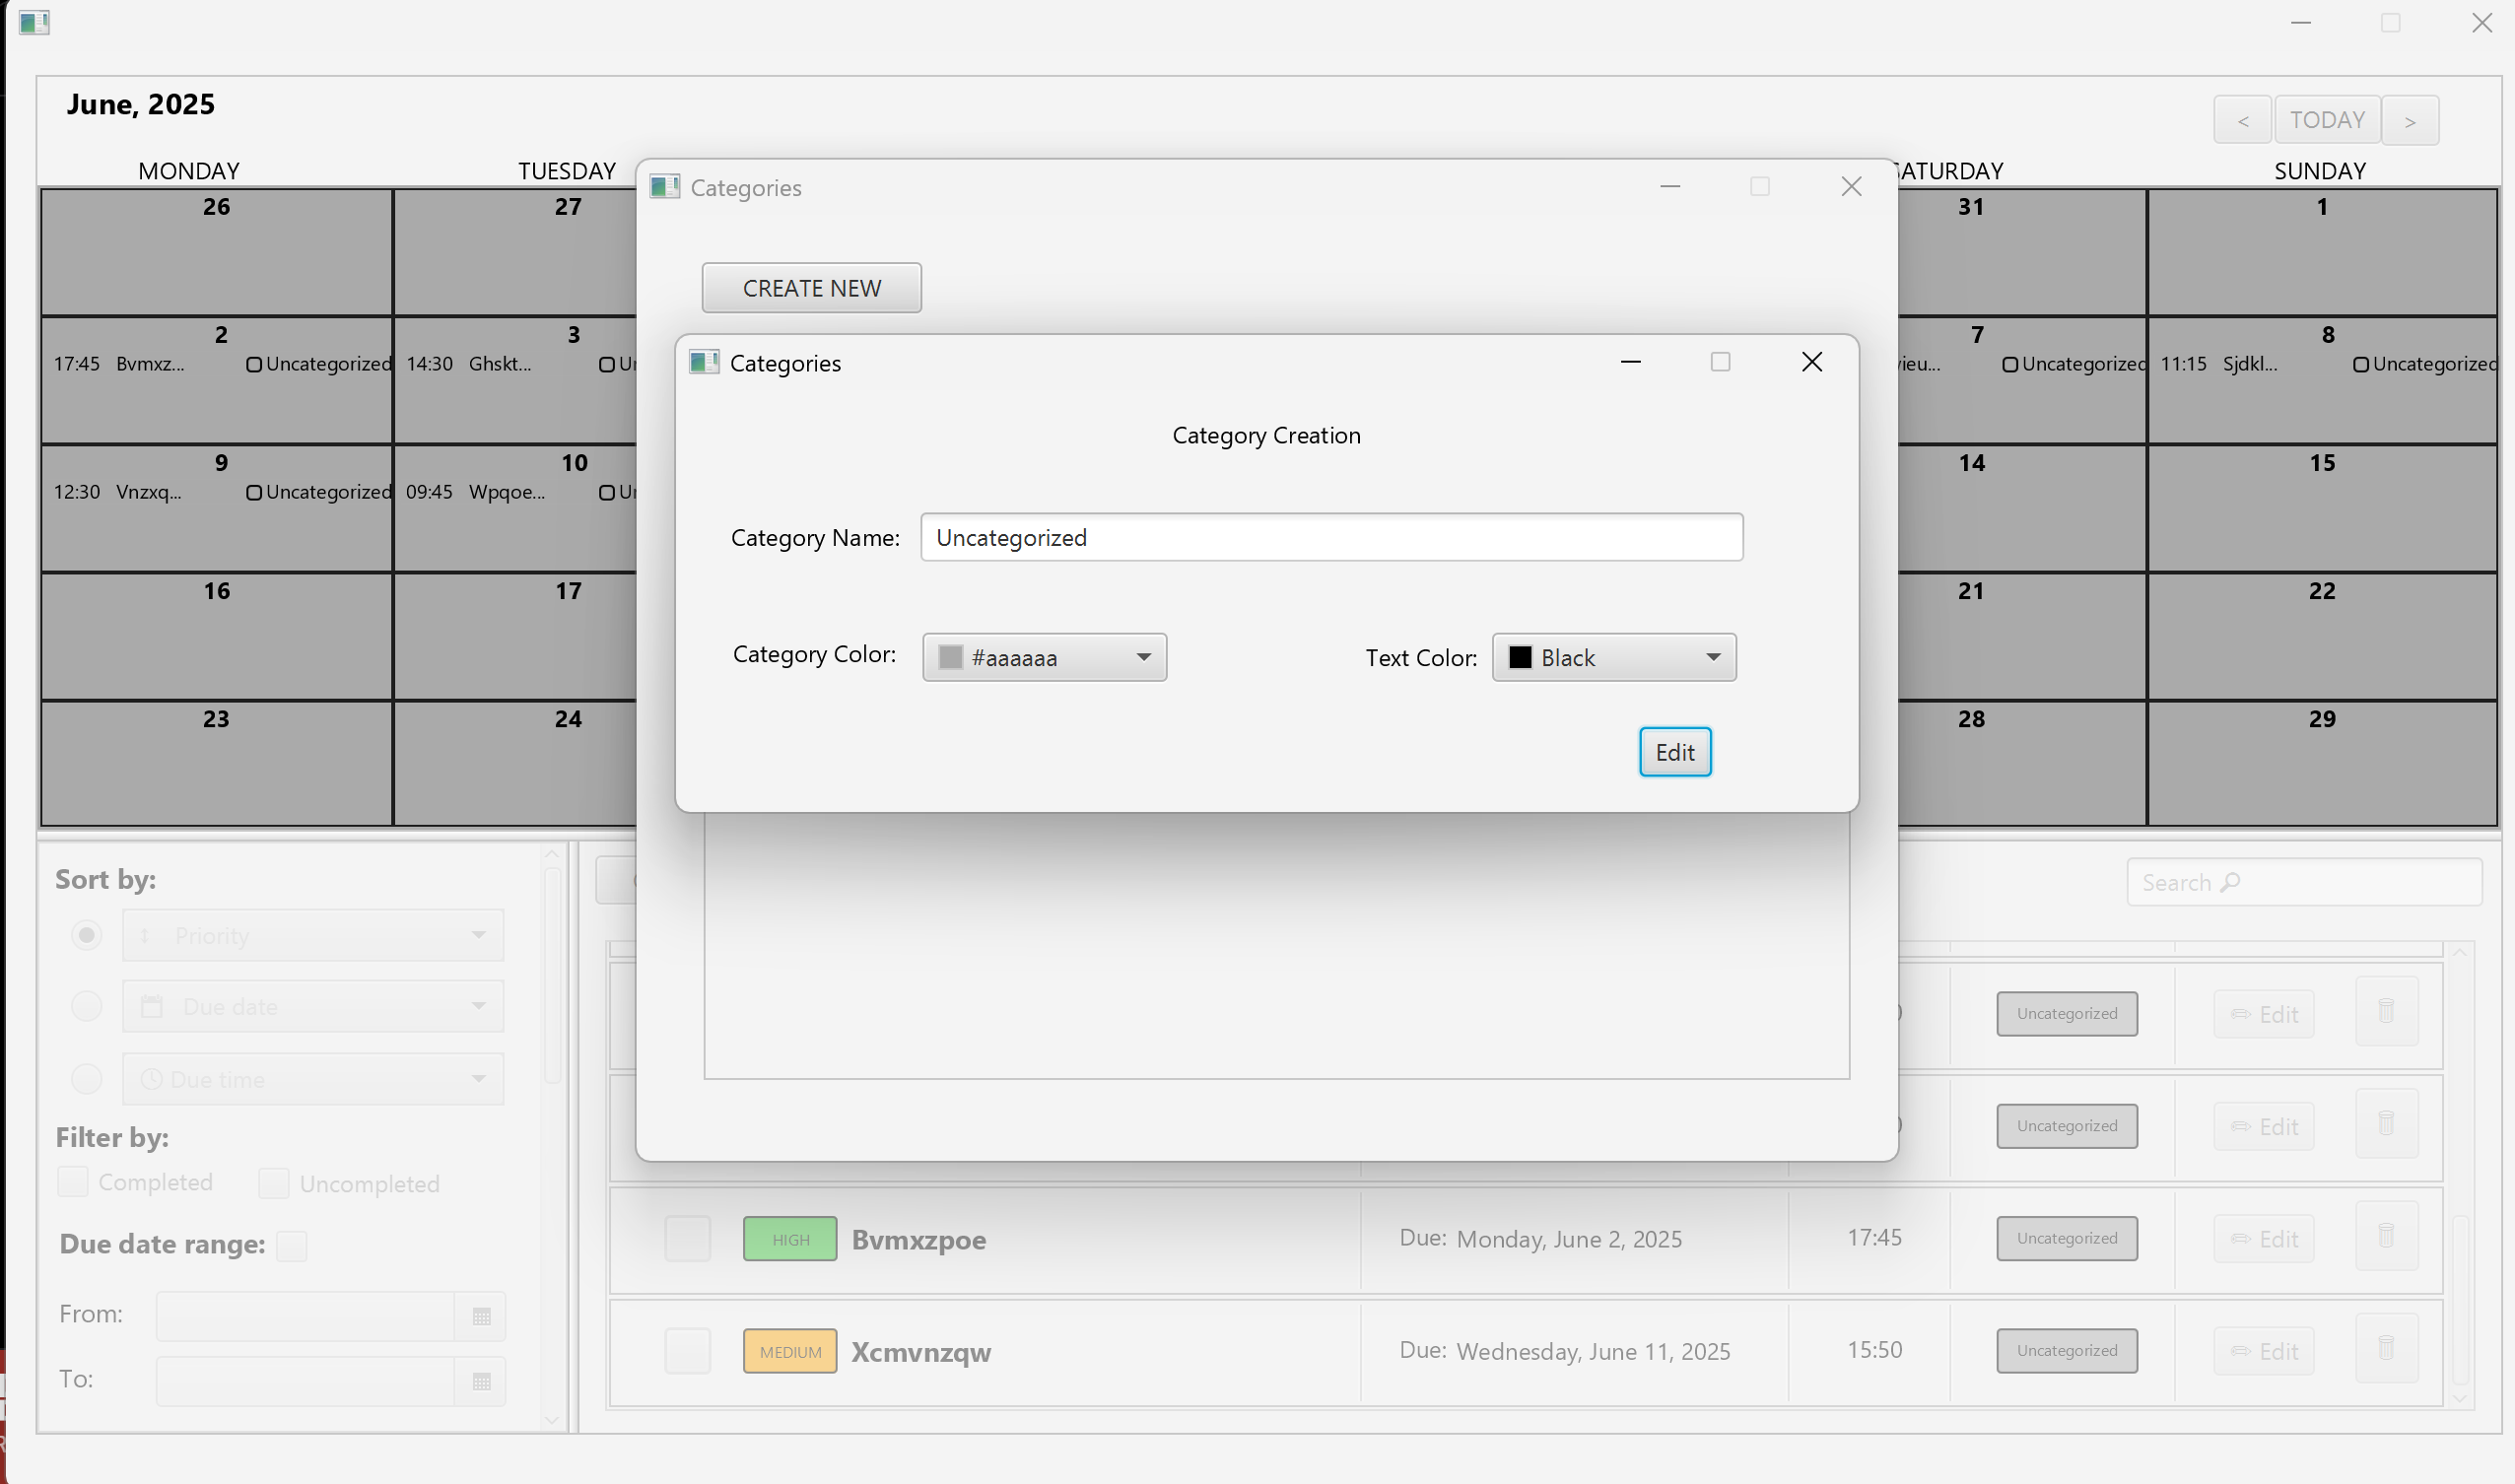 June, 2025
< TODAY >
MONDAY TUESDAY SATURDAY SUNDAY
Categories
CREATE NEW
Categories
Category Creation
Category Name: Uncategorized
Category Color: #aaaaaa Text Color: Black
Edit
26 27 31 1
2 3 7 8
17:45 Bvmxz... Uncategorized 14:30 Ghskt... Uncategorized 11:15 Sjdkl... Uncategorized
9 10 14 15
12:30 Vnzxq... Uncategorized 09:45 Wpqoe...
16 17 21 22
23 24 28 29
Sort by:
Priority
Due date
Due time
Filter by:
Completed Uncompleted
Due date range:
From:
To:
Search
Uncategorized Edit
Uncategorized Edit
HIGH Bvmxzpoe Due: Monday, June 2, 2025 17:45 Uncategorized Edit
MEDIUM Xcmvnzqw Due: Wednesday, June 11, 2025 15:50 Uncategorized Edit